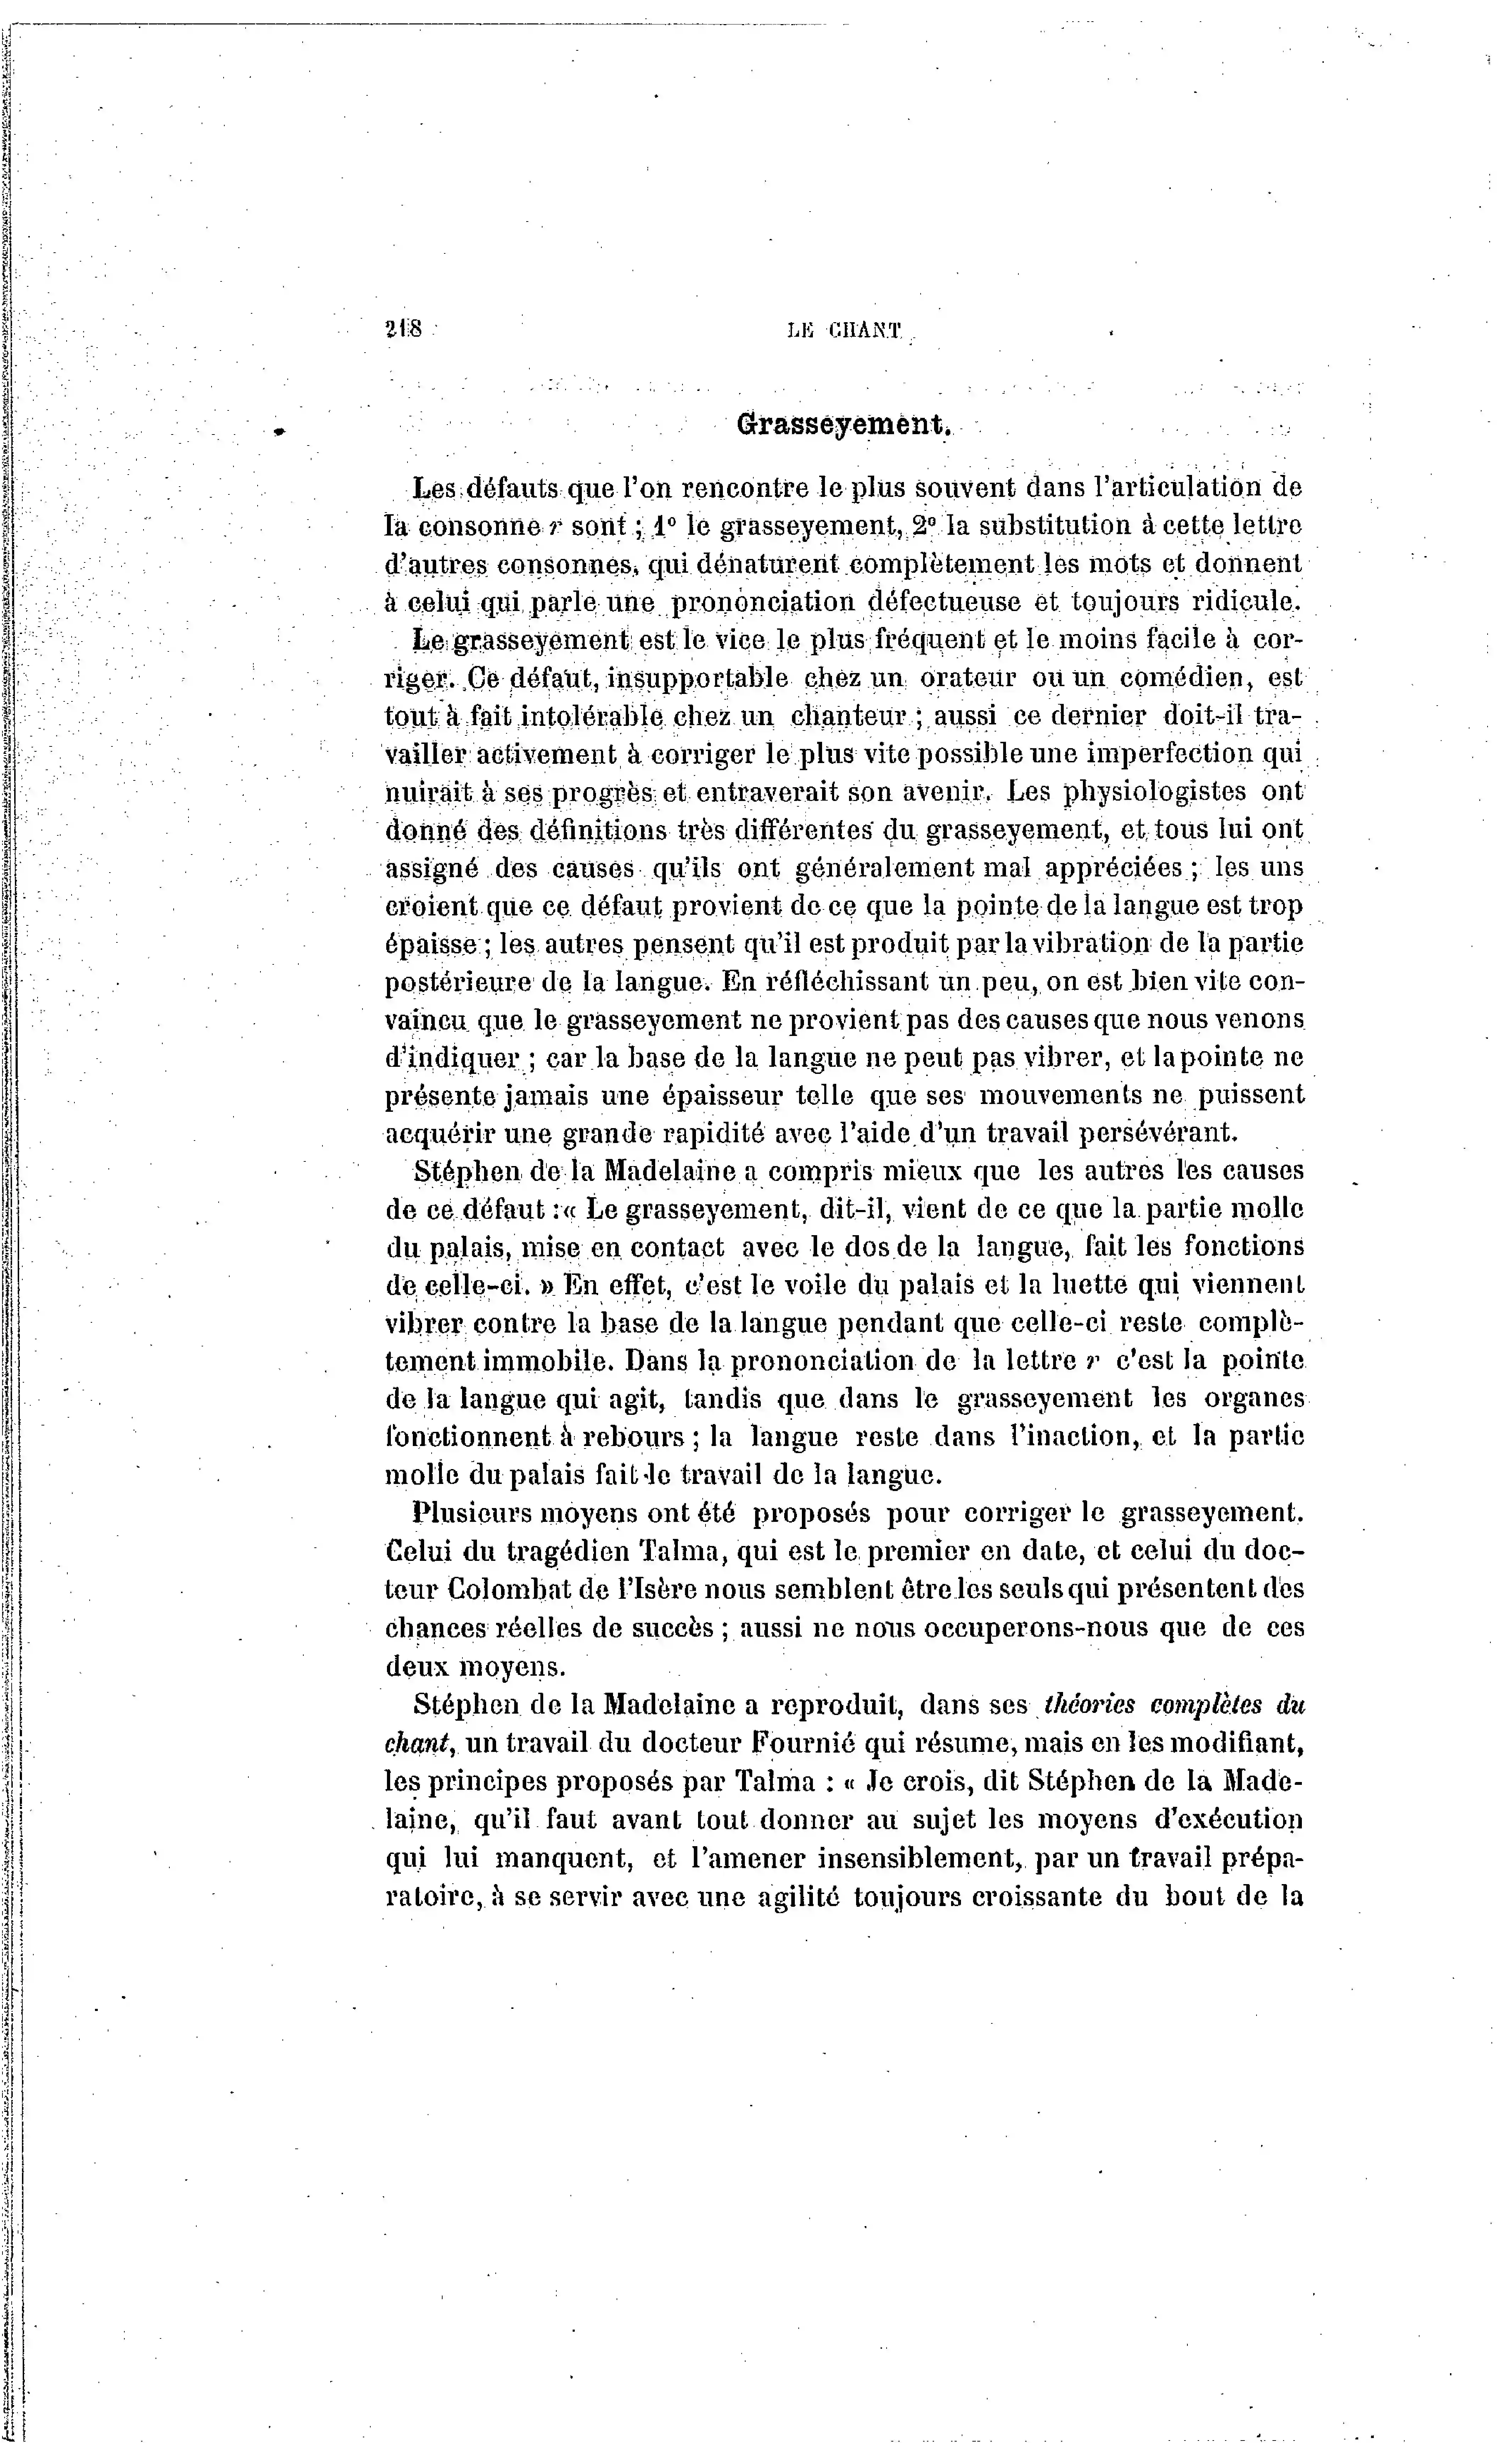 218
LE CHANT
Grasseyement.
Les défauts que l'on rencontre le plus souvent dans l'articulation de
la consonne r sont ; 1º le grasseyement, 2º la substitution à cette lettre
d'autres consonnes, qui dénaturent complètement les mots et donnent
à celui qui parle une prononciation défectueuse et toujours ridicule.
Le grasseyement est le vice le plus fréquent et le moins facile à cor-
riger. Ce défaut, insupportable chez un orateur ou un comédien, est
tout à fait intolérable chez un chanteur ; aussi ce dernier doit-il tra-
vailler activement à corriger le plus vite possible une imperfection qui
nuirait à ses progrès et entraverait son avenir. Les physiologistes ont
donné des définitions très différentes du grasseyement, et tous lui ont
assigné des causes qu'ils ont généralement mal appréciées ; les uns
croient que ce défaut provient de ce que la pointe de la langue est trop
épaisse ; les autres pensent qu'il est produit par la vibration de la partie
postérieure de la langue. En réfléchissant un peu, on est bien vite con-
vaincu que le grasseyement ne provient pas des causes que nous venons
d'indiquer ; car la base de la langue ne peut pas vibrer, et la pointe ne
présente jamais une épaisseur telle que ses mouvements ne puissent
acquérir une grande rapidité avec l'aide d'un travail persévérant.
Stéphen de la Madelaine a compris mieux que les autres les causes
de ce défaut : « Le grasseyement, dit-il, vient de ce que la partie molle
du palais, mise en contact avec le dos de la langue, fait les fonctions
de celle-ci. » En effet, c'est le voile du palais et la luette qui viennent
vibrer contre la base de la langue pendant que celle-ci reste complè-
tement immobile. Dans la prononciation de la lettre r c'est la pointe
de la langue qui agit, tandis que dans le grasseyement les organes
fonctionnent à rebours ; la langue reste dans l'inaction, et la partie
molle du palais fait le travail de la langue.
Plusieurs moyens ont été proposés pour corriger le grasseyement.
Celui du tragédien Talma, qui est le premier en date, et celui du doc-
teur Colombat de l'Isère nous semblent être les seuls qui présentent des
chances réelles de succès ; aussi ne nous occuperons-nous que de ces
deux moyens.
Stéphen de la Madelaine a reproduit, dans ses théories complètes du
chant, un travail du docteur Fournié qui résume, mais en les modifiant,
les principes proposés par Talma : « Je crois, dit Stéphen de la Made-
laine, qu'il faut avant tout donner au sujet les moyens d'exécution
qui lui manquent, et l'amener insensiblement, par un travail prépa-
ratoire, à se servir avec une agilité toujours croissante du bout de la